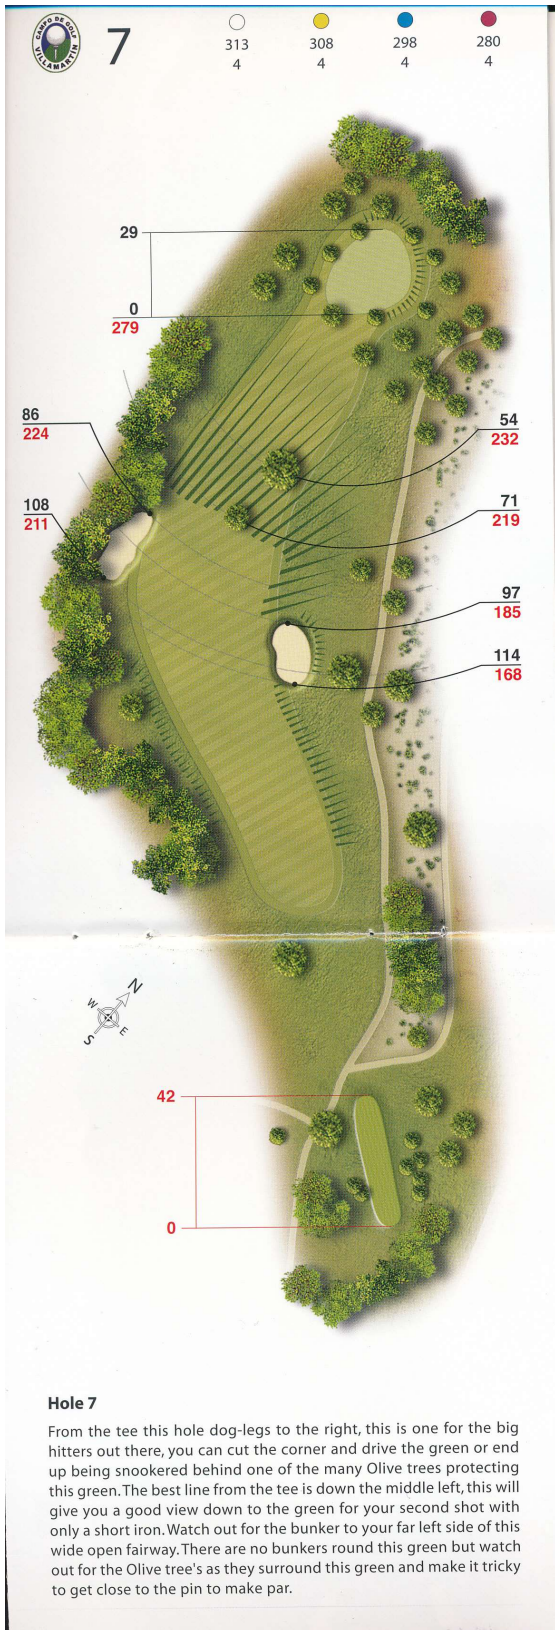 CAMPO DE GOLF
VILLAMARTIN
7
313 308 298 280
4 4 4 4
29
0
279
86
224
54
232
108
211
71
219
97
185
114
168
N
W
E
S
42
0
Hole 7
From the tee this hole dog-legs to the right, this is one for the big
hitters out there, you can cut the corner and drive the green or end
up being snookered behind one of the many Olive trees protecting
this green. The best line from the tee is down the middle left, this will
give you a good view down to the green for your second shot with
only a short iron. Watch out for the bunker to your far left side of this
wide open fairway. There are no bunkers round this green but watch
out for the Olive tree's as they surround this green and make it tricky
to get close to the pin to make par.